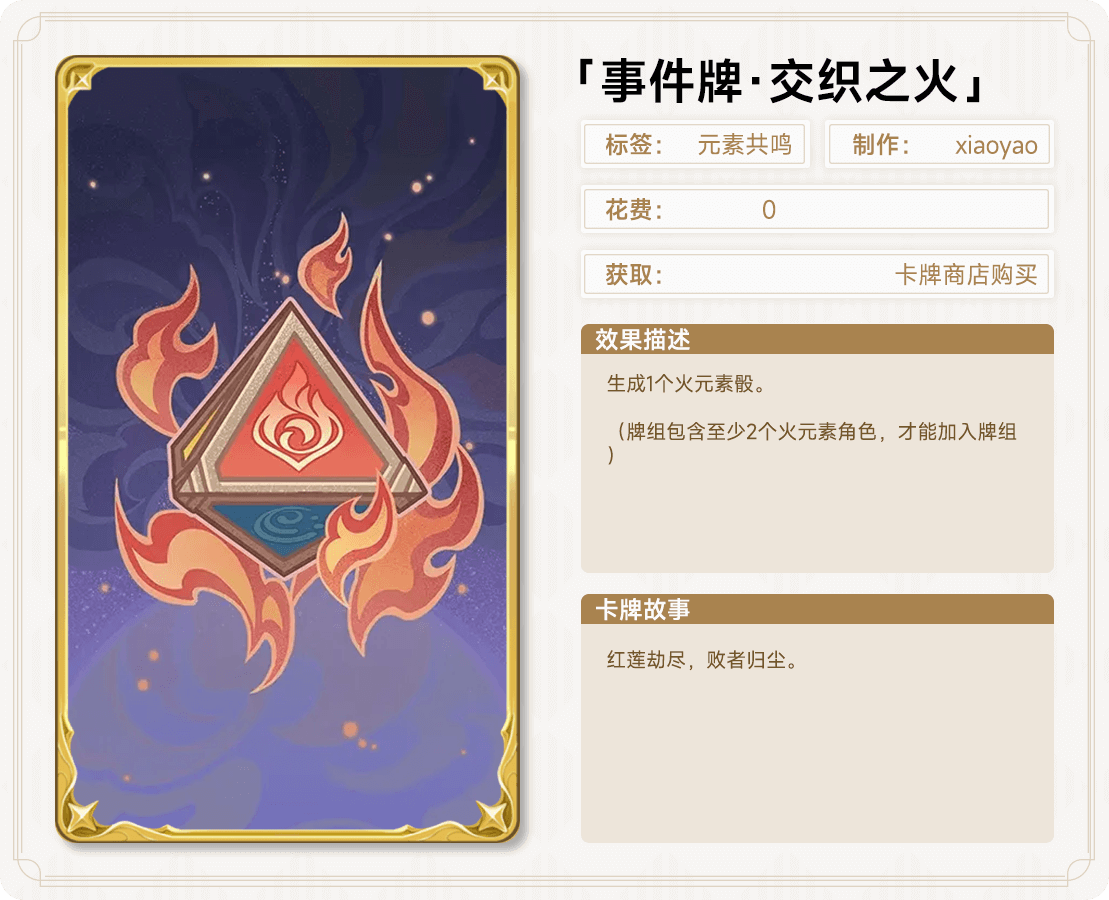 「事件牌·交织之火」
标签： 元素共鸣 制作： xiaoyao
花费： 0
获取： 卡牌商店购买
效果描述
生成1个火元素骰。
（牌组包含至少2个火元素角色，才能加入牌组
）
卡牌故事
红莲劫尽，败者归尘。